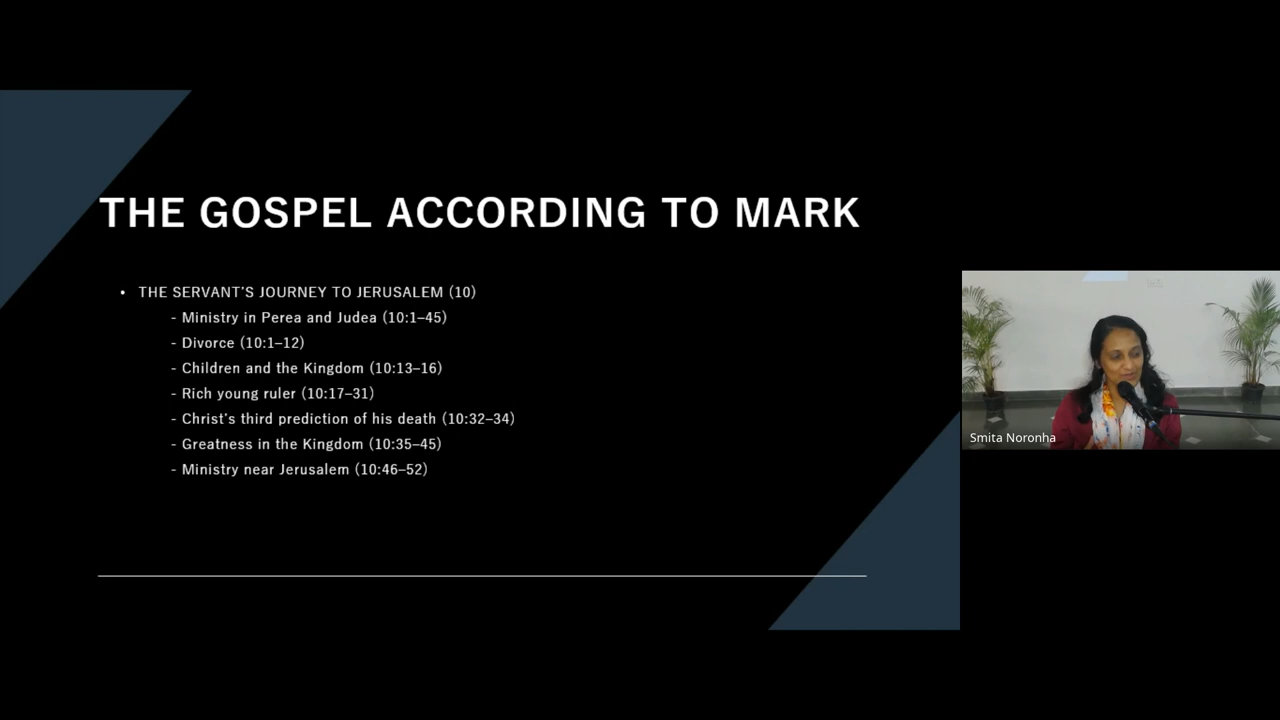 THE GOSPEL ACCORDING TO MARK
• THE SERVANT'S JOURNEY TO JERUSALEM (10)
- Ministry in Perea and Judea (10:1–45)
- Divorce (10:1–12)
- Children and the Kingdom (10:13–16)
- Rich young ruler (10:17–31)
- Christ's third prediction of his death (10:32–34)
- Greatness in the Kingdom (10:35–45)
- Ministry near Jerusalem (10:46–52)
Smita Noronha